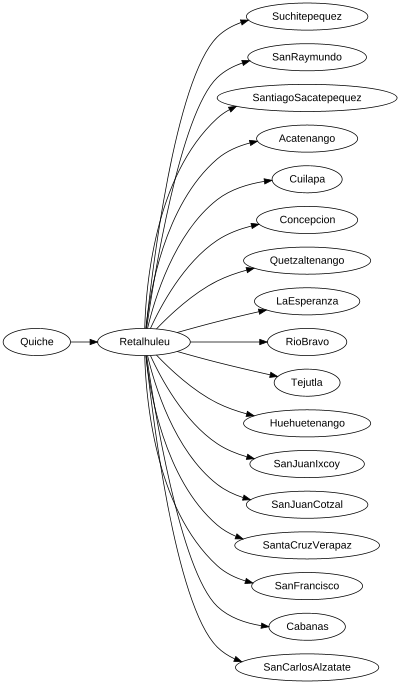 Suchitepequez
SanRaymundo
SantiagoSacatepequez
Acatenango
Cuilapa
Concepcion
Quetzaltenango
LaEsperanza
Quiche
Retalhuleu
RioBravo
Tejutla
Huehuetenango
SanJuanIxcoy
SanJuanCotzal
SantaCruzVerapaz
SanFrancisco
Cabanas
SanCarlosAlzatate